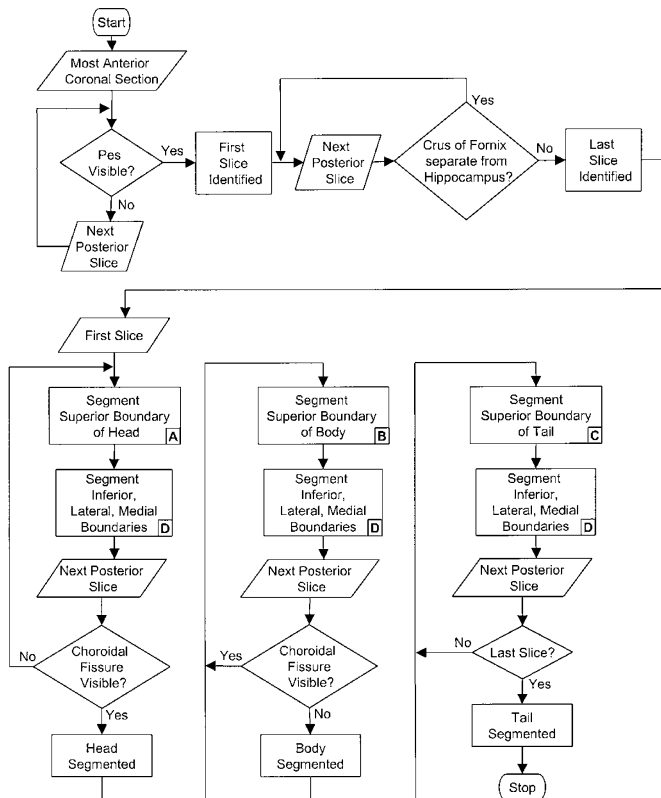 Start
Most Anterior
Coronal Section
Pes
Visible?
Yes
No
Next
Posterior
Slice
First
Slice
Identified
Next
Posterior
Slice
Yes
Crus of Fornix
separate from
Hippocampus?
No
Last
Slice
Identified
First Slice
Segment
Superior Boundary
of Head
A
Segment
Inferior,
Lateral, Medial
Boundaries
D
Next Posterior
Slice
No
Choroidal
Fissure
Visible?
Yes
Head
Segmented
Segment
Superior Boundary
of Body
B
Segment
Inferior,
Lateral, Medial
Boundaries
D
Next Posterior
Slice
Yes
Choroidal
Fissure
Visible?
No
Body
Segmented
Segment
Superior Boundary
of Tail
C
Segment
Inferior,
Lateral, Medial
Boundaries
D
Next Posterior
Slice
No
Last Slice?
Yes
Tail
Segmented
Stop